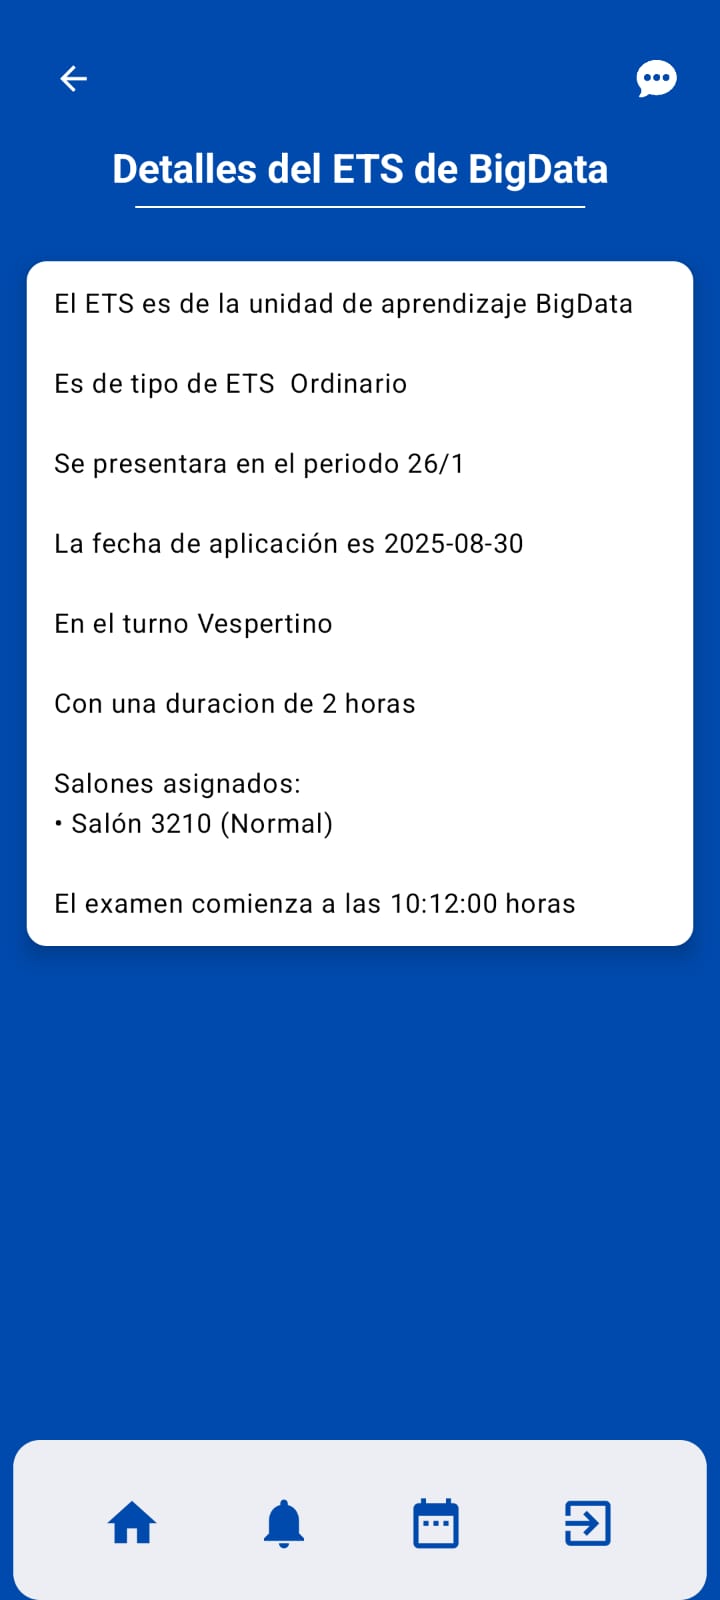 Detalles del ETS de BigData
El ETS es de la unidad de aprendizaje BigData
Es de tipo de ETS  Ordinario
Se presentara en el periodo 26/1
La fecha de aplicación es 2025-08-30
En el turno Vespertino
Con una duracion de 2 horas
Salones asignados:
• Salón 3210 (Normal)
El examen comienza a las 10:12:00 horas